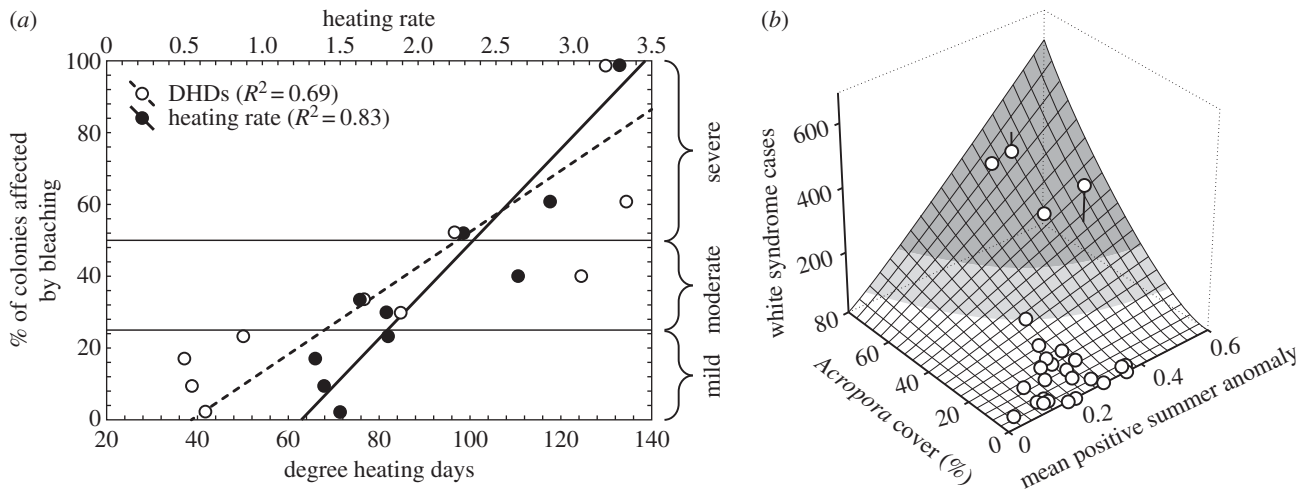 (a)
heating rate
0 0.5 1.0 1.5 2.0 2.5 3.0 3.5
100
80
60
40
20
0
% of colonies affected
by bleaching
DHDs (R² = 0.69)
heating rate (R² = 0.83)
severe
moderate
mild
20 40 60 80 100 120 140
degree heating days
(b)
white syndrome cases
600
400
200
80
60
40
20
0
Acropora cover (%)
0
0.2
0.4
0.6
mean positive summer anomaly